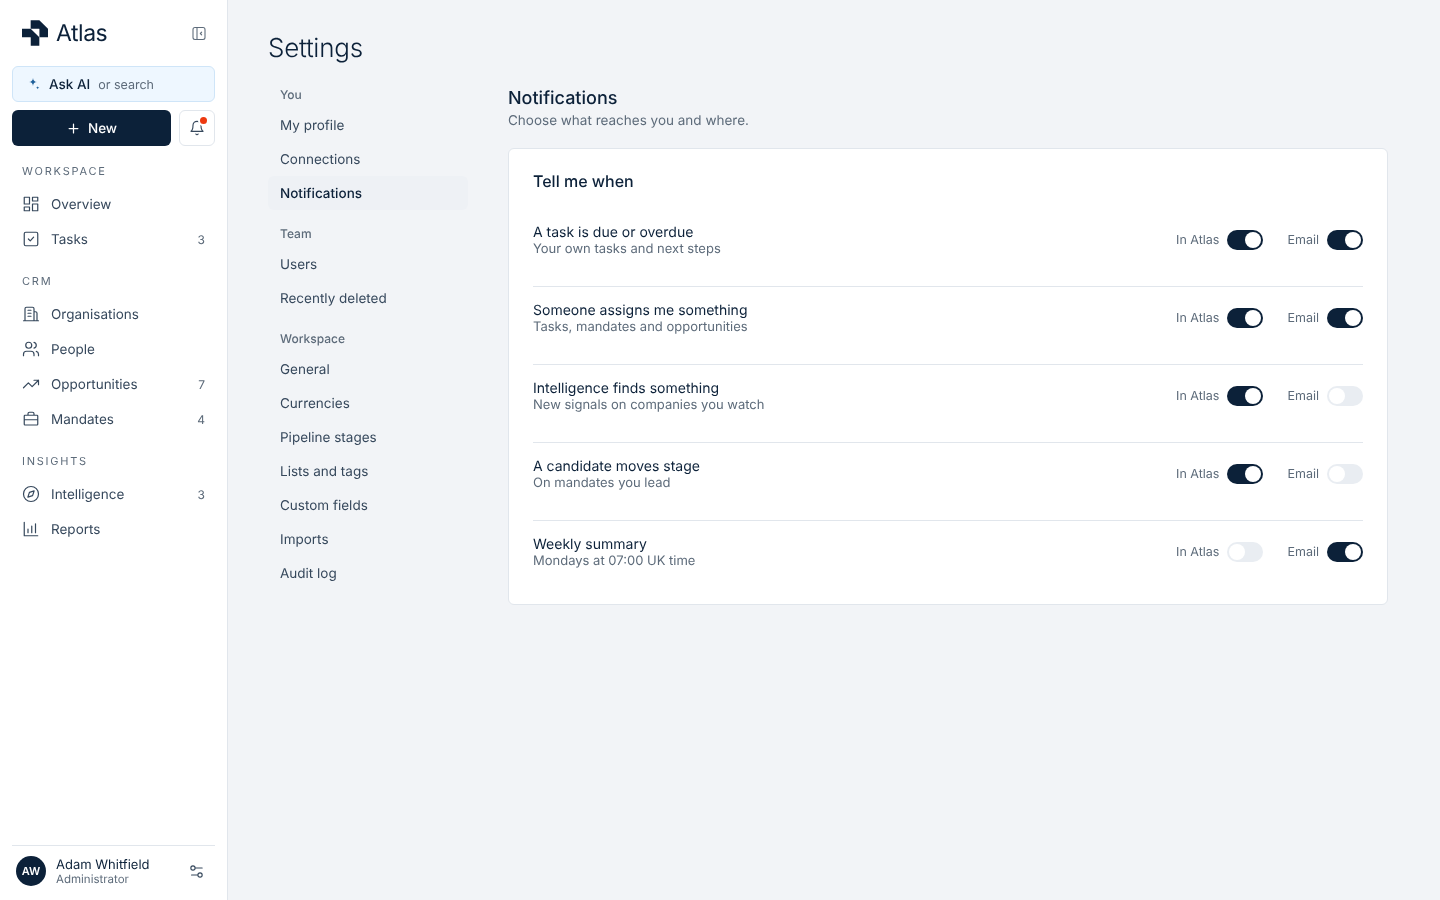 Atlas
Ask AI or search
New
WORKSPACE
Overview
Tasks 3
CRM
Organisations
People
Opportunities 7
Mandates 4
INSIGHTS
Intelligence 3
Reports
AW
Adam Whitfield
Administrator
Settings
You
My profile
Connections
Notifications
Team
Users
Recently deleted
Workspace
General
Currencies
Pipeline stages
Lists and tags
Custom fields
Imports
Audit log
Notifications
Choose what reaches you and where.
Tell me when
A task is due or overdue
Your own tasks and next steps
In Atlas Email
Someone assigns me something
Tasks, mandates and opportunities
In Atlas Email
Intelligence finds something
New signals on companies you watch
In Atlas Email
A candidate moves stage
On mandates you lead
In Atlas Email
Weekly summary
Mondays at 07:00 UK time
In Atlas Email